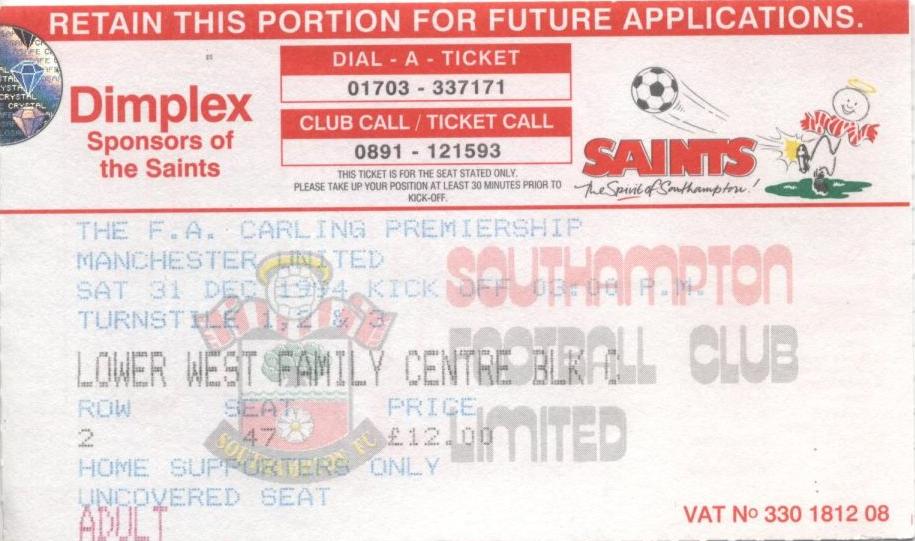 RETAIN THIS PORTION FOR FUTURE APPLICATIONS.
CRYSTAL
Dimplex
Sponsors of
the Saints
DIAL - A - TICKET
01703 - 337171
CLUB CALL / TICKET CALL
0891 - 121593
THIS TICKET IS FOR THE SEAT STATED ONLY.
PLEASE TAKE UP YOUR POSITION AT LEAST 30 MINUTES PRIOR TO
KICK-OFF.
SAINTS
The Spirit of Southampton!
THE F.A. CARLING PREMIERSHIP
MANCHESTER UNITED
SAT 31 DEC 1994 KICK OFF 03:00 P.M.
TURNSTILE 1,2 & 3
LOWER WEST FAMILY CENTRE BLK C
ROW SEAT PRICE
2 47 £12.00
HOME SUPPORTERS ONLY
UNCOVERED SEAT
ADULT
SOUTHAMPTON
FOOTBALL CLUB
LIMITED
SOUTHAMPTON FC
VAT No 330 1812 08